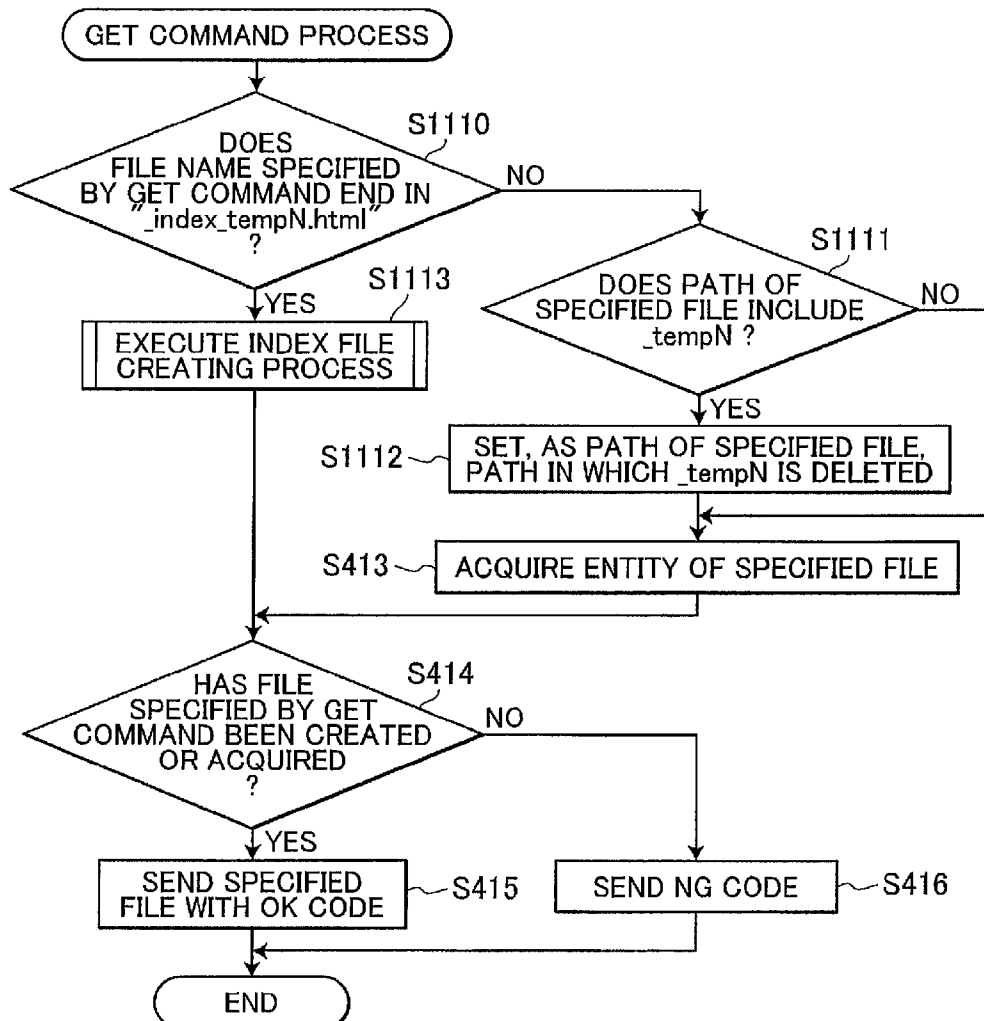 GET COMMAND PROCESS
S1110
DOES
FILE NAME SPECIFIED
BY GET COMMAND END IN
"_index_tempN.html"
?
NO
YES
S1111
DOES PATH OF
SPECIFIED FILE INCLUDE
_tempN ?
NO
YES
S1113
EXECUTE INDEX FILE
CREATING PROCESS
S1112
SET, AS PATH OF SPECIFIED FILE,
PATH IN WHICH _tempN IS DELETED
S413
ACQUIRE ENTITY OF SPECIFIED FILE
S414
HAS FILE
SPECIFIED BY GET
COMMAND BEEN CREATED
OR ACQUIRED
?
NO
YES
SEND SPECIFIED
FILE WITH OK CODE
S415
SEND NG CODE
S416
END